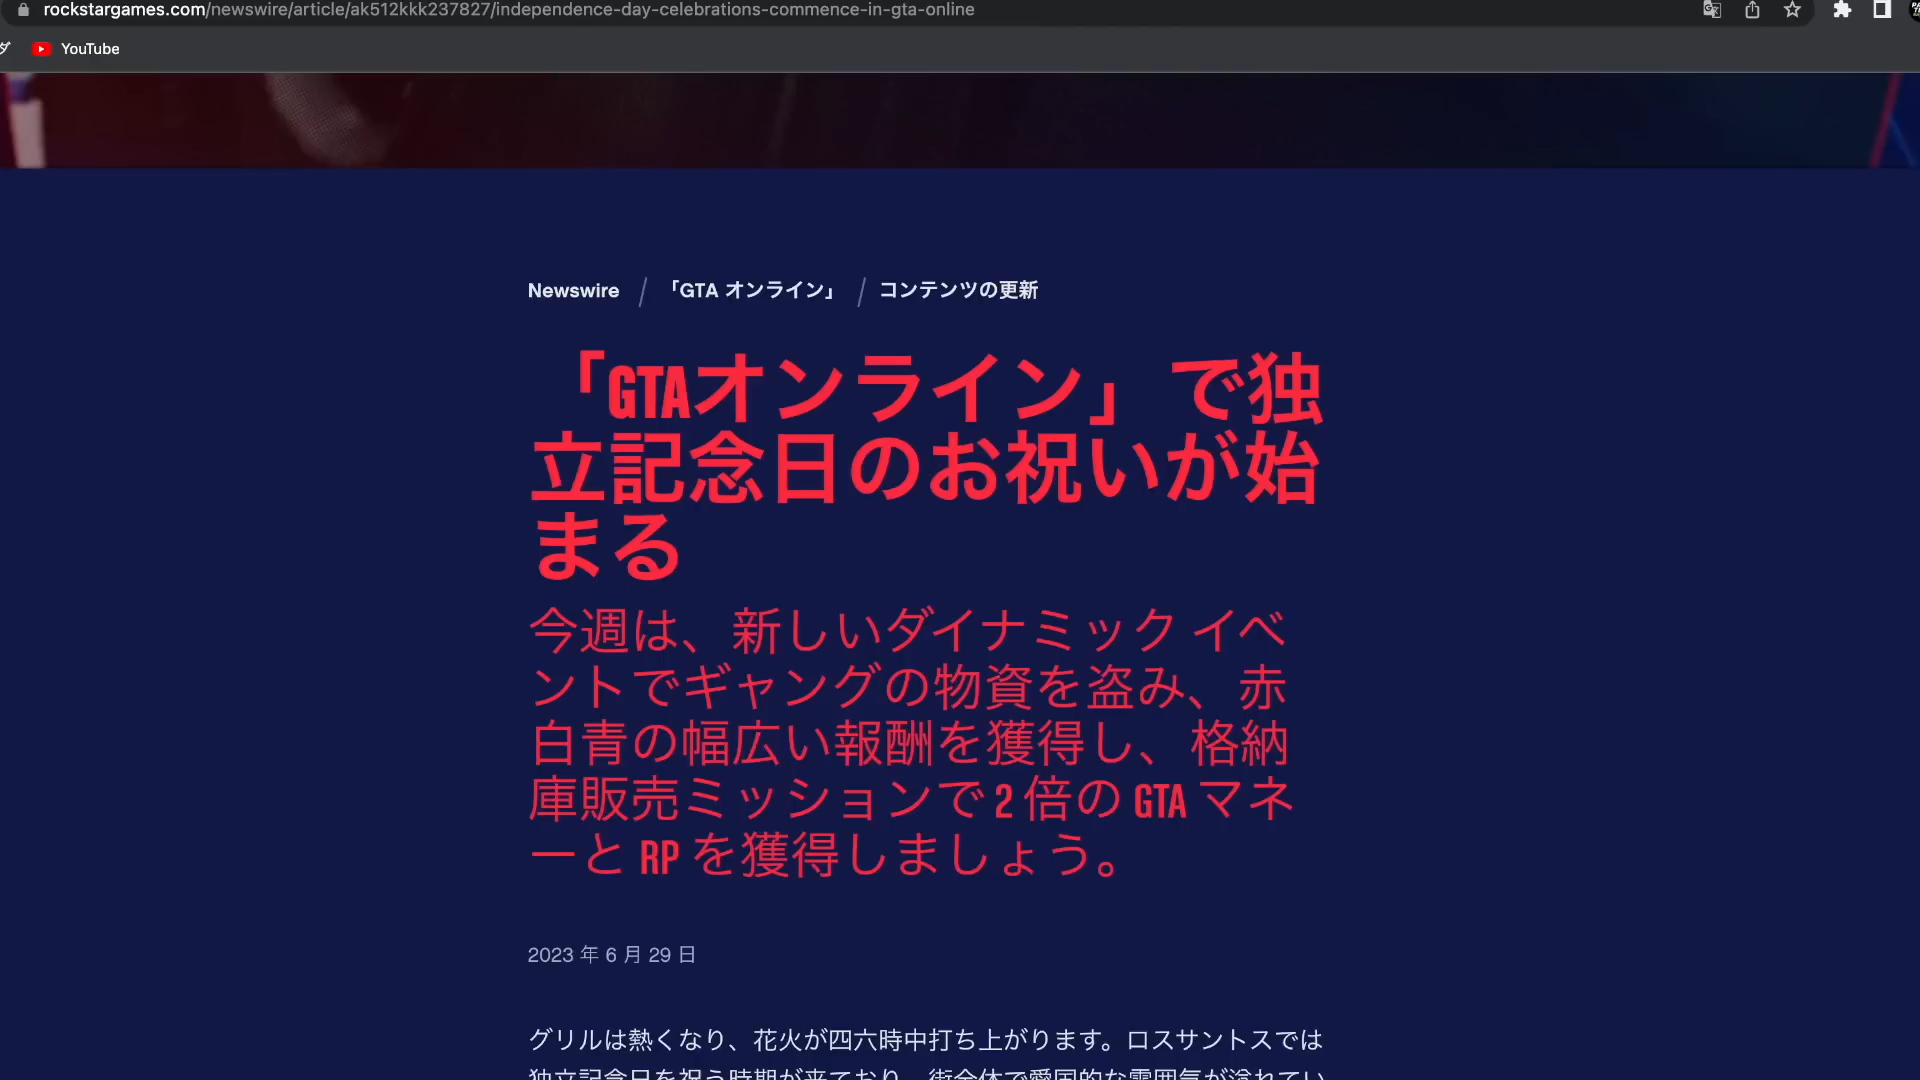 rockstargames.com/newswire/article/ak512kkk237827/independence-day-celebrations-commence-in-gta-online
YouTube
Newswire / 「GTA オンライン」 / コンテンツの更新
「GTAオンライン」で独
立記念日のお祝いが始
まる
今週は、新しいダイナミック イベ
ントでギャングの物資を盗み、赤
白青の幅広い報酬を獲得し、格納
庫販売ミッションで 2 倍の GTA マネ
ーと RP を獲得しましょう。
2023 年 6 月 29 日
グリルは熱くなり、花火が四六時中打ち上がります。ロスサントスでは
独立記念日を祝う時期が来ており、街全体で愛国的な雰囲気が溢れてい